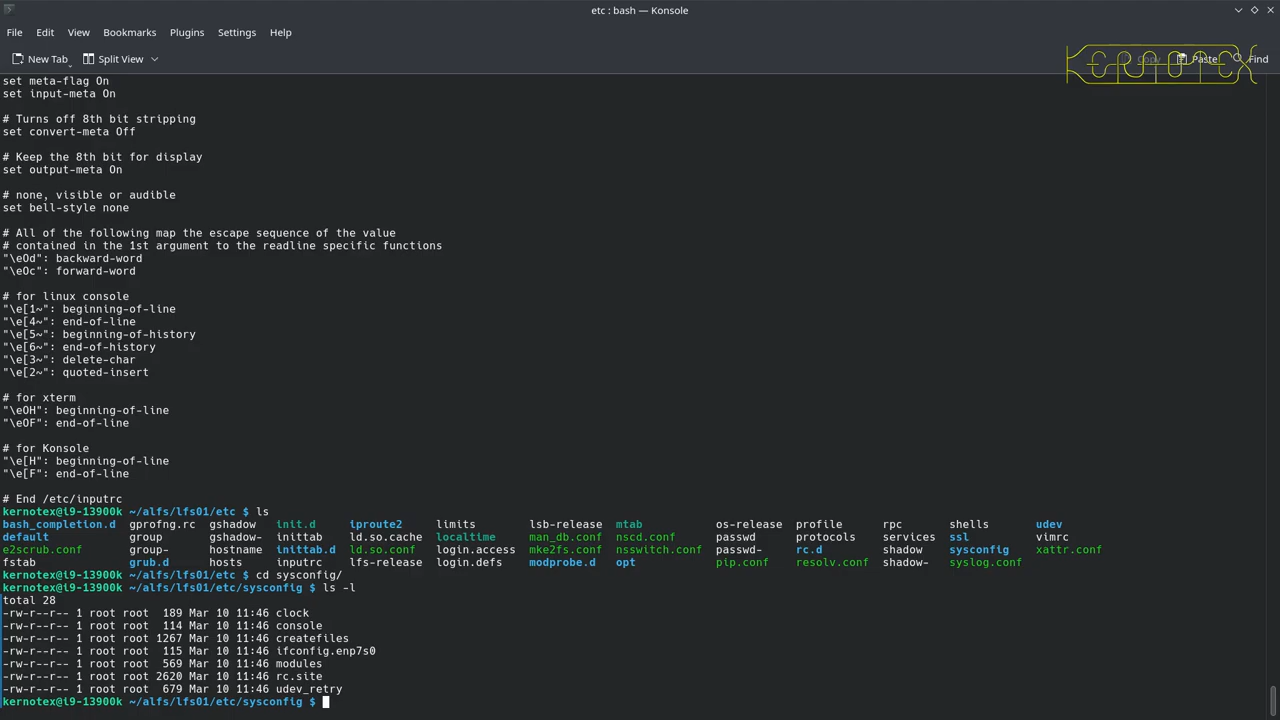 etc : bash — Konsole
File Edit View Bookmarks Plugins Settings Help
New Tab Split View Copy Paste Find
KERNOTEX
set meta-flag On
set input-meta On
# Turns off 8th bit stripping
set convert-meta Off
# Keep the 8th bit for display
set output-meta On
# none, visible or audible
set bell-style none
# All of the following map the escape sequence of the value
# contained in the 1st argument to the readline specific functions
"\eOd": backward-word
"\eOc": forward-word
# for linux console
"\e[1~": beginning-of-line
"\e[4~": end-of-line
"\e[5~": beginning-of-history
"\e[6~": end-of-history
"\e[3~": delete-char
"\e[2~": quoted-insert
# for xterm
"\eOH": beginning-of-line
"\eOF": end-of-line
# for Konsole
"\e[H": beginning-of-line
"\e[F": end-of-line
# End /etc/inputrc
kernotex@i9-13900k ~/alfs/lfs01/etc $ ls
bash_completion.d gprofng.rc gshadow init.d iproute2 limits lsb-release mtab os-release profile rpc shells udev
default group gshadow- inittab ld.so.cache localtime man_db.conf nscd.conf passwd protocols rc.d services ssl vimrc
e2scrub.conf group- hostname inittab.d ld.so.conf login.access mke2fs.conf nsswitch.conf passwd- rc.d shadow sysconfig xattr.conf
fstab grub.d hosts inputrc lfs-release login.defs modprobe.d opt pip.conf resolv.conf shadow- syslog.conf
kernotex@i9-13900k ~/alfs/lfs01/etc $ cd sysconfig/
kernotex@i9-13900k ~/alfs/lfs01/etc/sysconfig $ ls -l
total 28
-rw-r--r-- 1 root root 189 Mar 10 11:46 clock
-rw-r--r-- 1 root root 114 Mar 10 11:46 console
-rw-r--r-- 1 root root 1267 Mar 10 11:46 createfiles
-rw-r--r-- 1 root root 115 Mar 10 11:46 ifconfig.enp7s0
-rw-r--r-- 1 root root 569 Mar 10 11:46 modules
-rw-r--r-- 1 root root 2620 Mar 10 11:46 rc.site
-rw-r--r-- 1 root root 679 Mar 10 11:46 udev_retry
kernotex@i9-13900k ~/alfs/lfs01/etc/sysconfig $